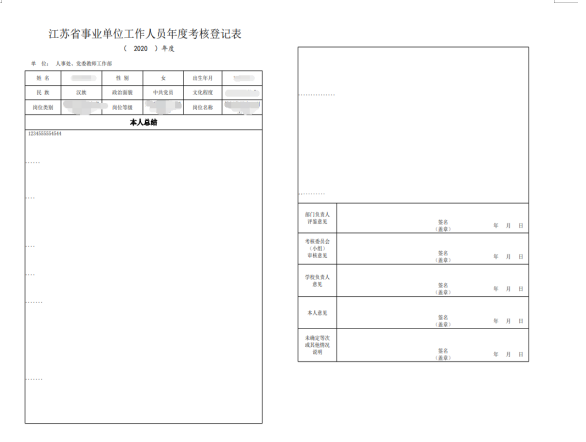 江苏省事业单位工作人员年度考核登记表
( 2020 ) 年度
单 位: 人事处、党委教师工作部
姓 名 性 别 女 出生年月
民 族 汉族 政治面貌 中共党员 文化程度
岗位类别 岗位等级 岗位名称
本人总结
1234555554544
部门负责人
评鉴意见
签名
(盖章)
年 月 日
考核委员会
(小组)
审核意见
签名
(盖章)
年 月 日
学院负责人
意见
签名
(盖章)
年 月 日
本人意见
签名
(盖章)
年 月 日
未确定等次
或其他情况
说明
签名
(盖章)
年 月 日